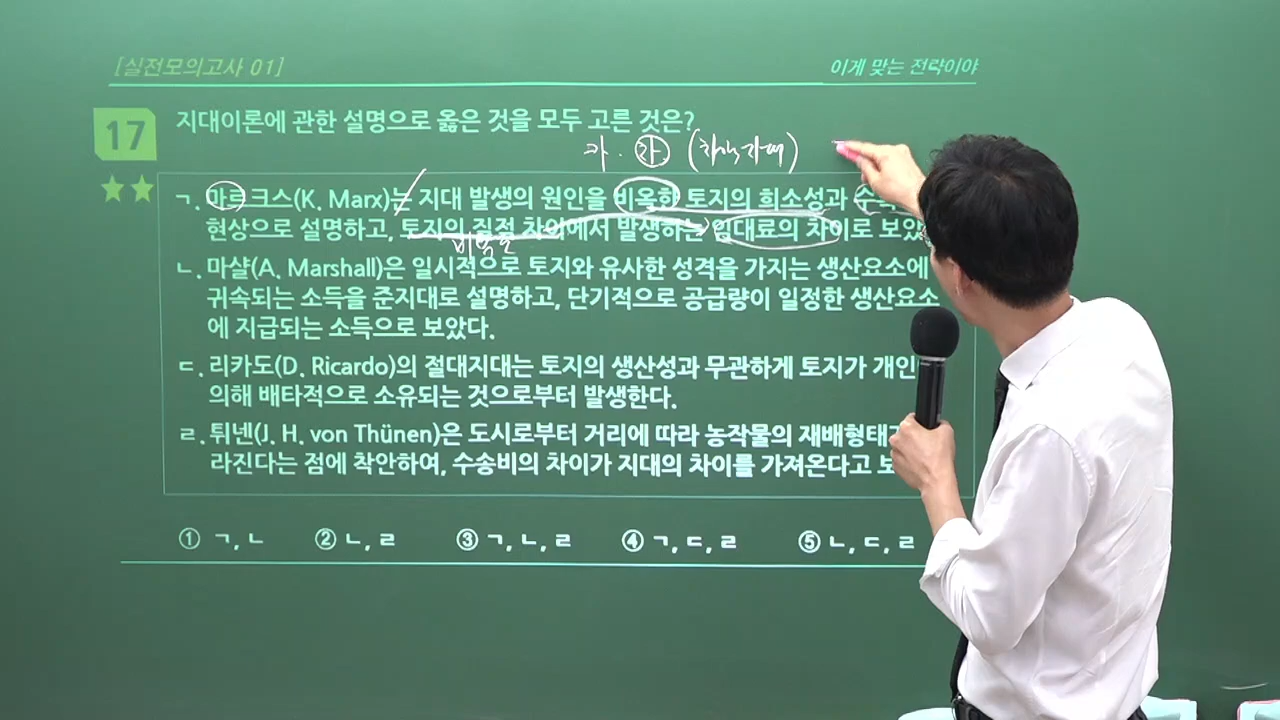 [실전모의고사 01]
이게 맞는 전략이야
17
지대이론에 관한 설명으로 옳은 것을 모두 고른 것은?
(차액지대)
ㄱ. 마르크스(K. Marx)는 지대 발생의 원인을 비옥한 토지의 희소성과
현상으로 설명하고, 토지의 질적 차이에서 발생하는 임대료의 차이로 보았
비옥도
ㄴ. 마샬(A. Marshall)은 일시적으로 토지와 유사한 성격을 가지는 생산요소에
귀속되는 소득을 준지대로 설명하고, 단기적으로 공급량이 일정한 생산요소
에 지급되는 소득으로 보았다.
ㄷ. 리카도(D. Ricardo)의 절대지대는 토지의 생산성과 무관하게 토지가 개인
의해 배타적으로 소유되는 것으로부터 발생한다.
ㄹ. 튀넨(J. H. von Thünen)은 도시로부터 거리에 따라 농작물의 재배형태
라진다는 점에 착안하여, 수송비의 차이가 지대의 차이를 가져온다고
① ㄱ, ㄴ ② ㄴ, ㄹ ③ ㄱ, ㄴ, ㄹ ④ ㄱ, ㄷ, ㄹ ⑤ ㄴ, ㄷ, ㄹ